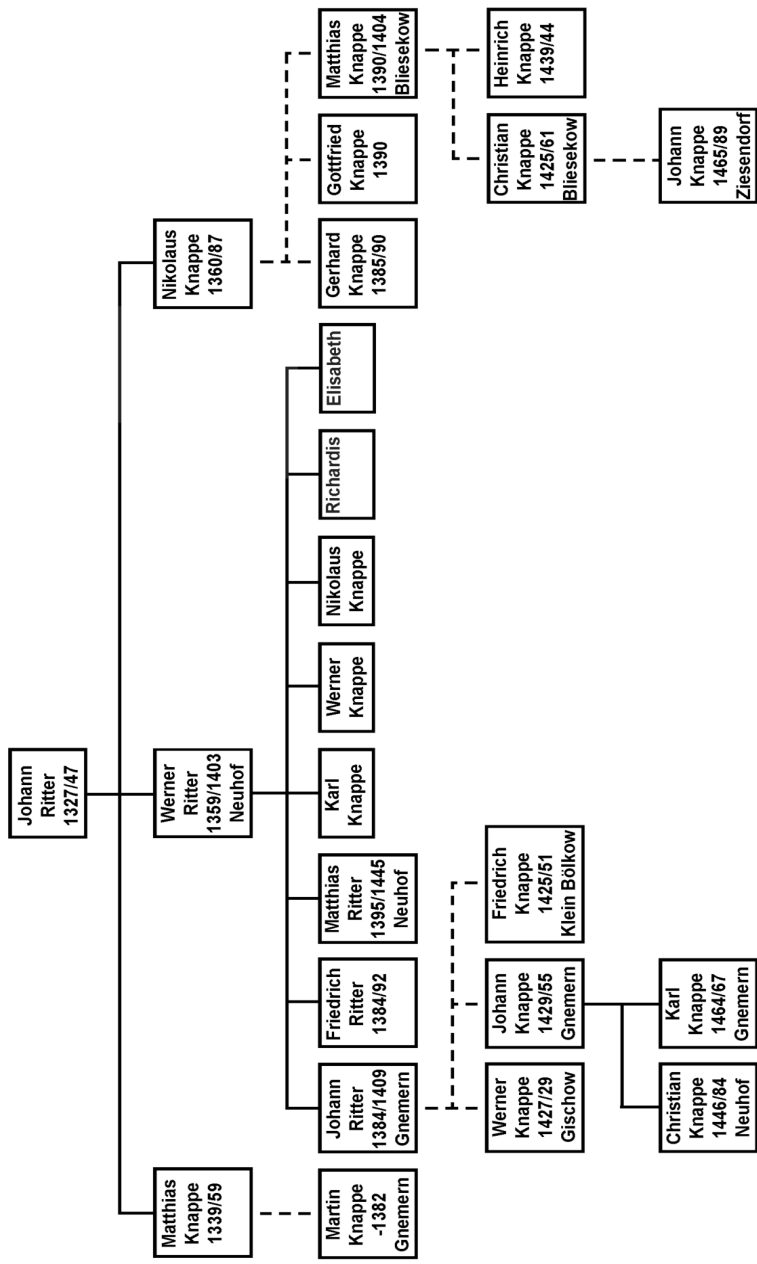 Johann
Ritter
1327/47
Matthias
Knappe
1339/59
Werner
Ritter
1359/1403
Neuhof
Nikolaus
Knappe
1360/87
Martin
Knappe
-1382
Gnemern
Johann
Ritter
1384/1409
Gnemern
Friedrich
Ritter
1384/92
Matthias
Ritter
1395/1445
Neuhof
Karl
Knappe
Werner
Knappe
Nikolaus
Knappe
Richardis
Elisabeth
Gerhard
Knappe
1385/90
Gottfried
Knappe
1390
Matthias
Knappe
1390/1404
Bliesekow
Werner
Knappe
1427/29
Gischow
Johann
Knappe
1429/55
Gnemern
Friedrich
Knappe
1425/51
Klein Bölkow
Christian
Knappe
1425/61
Bliesekow
Heinrich
Knappe
1439/44
Christian
Knappe
1446/84
Neuhof
Karl
Knappe
1464/67
Gnemern
Johann
Knappe
1465/89
Ziesendorf